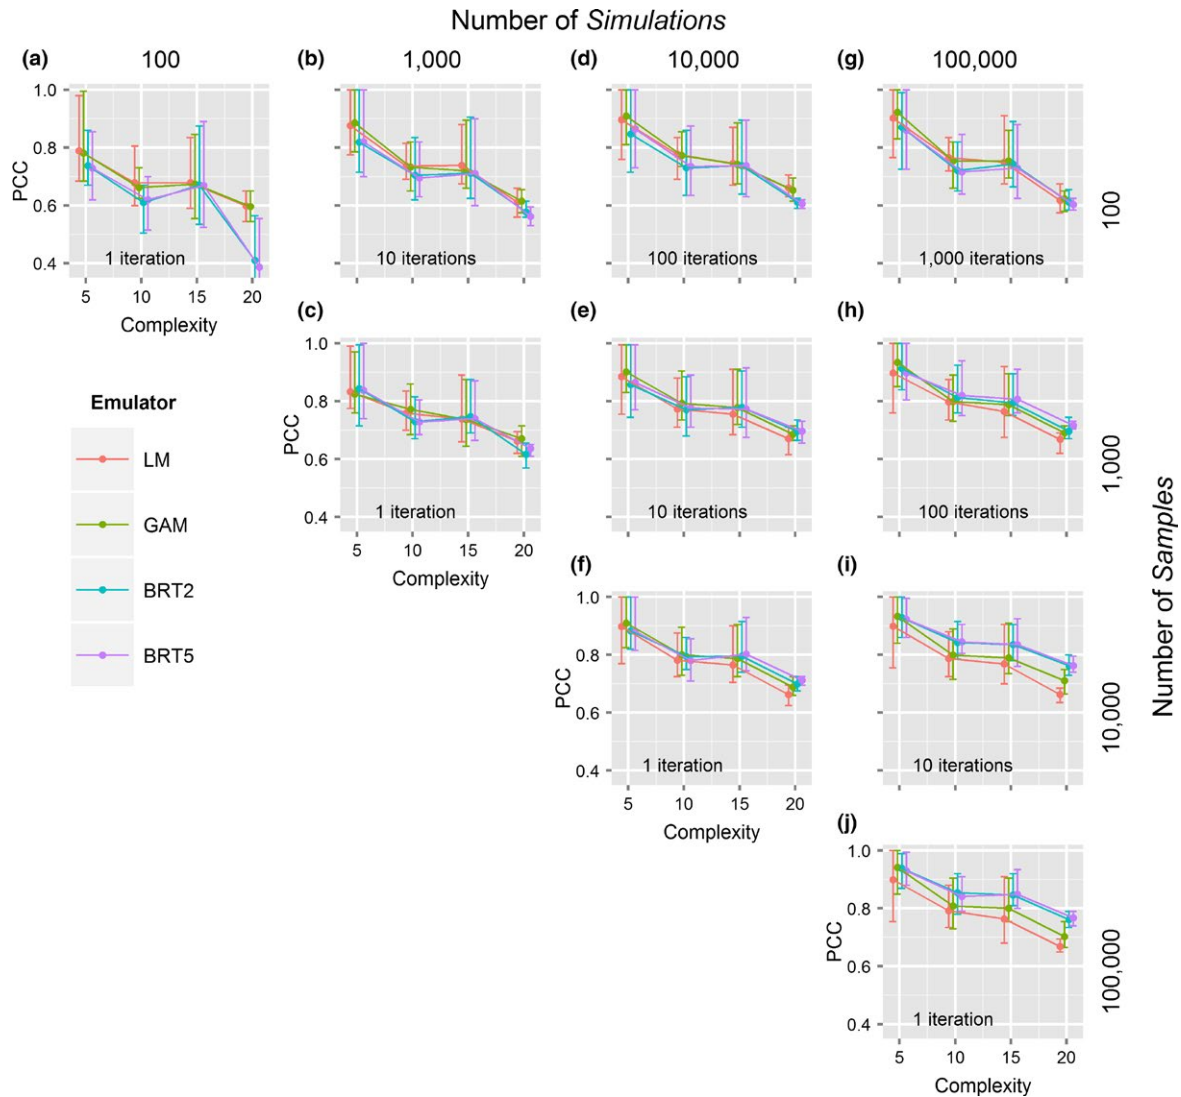 Number of Simulations
(a) 100 (b) 1,000 (d) 10,000 (g) 100,000
1.0
0.8
PCC
0.6
0.4
1 iteration
10 iterations
100 iterations
1,000 iterations
100
5 10 15 20
Complexity
(c) (e) (h)
1.0
0.8
PCC
0.6
0.4
1 iteration
10 iterations
100 iterations
1,000
5 10 15 20
Complexity
Emulator
LM
GAM
BRT2
BRT5
(f) (i)
1.0
0.8
PCC
0.6
0.4
1 iteration
10 iterations
10,000
5 10 15 20
Complexity
(j)
1.0
0.8
PCC
0.6
0.4
1 iteration
100,000
5 10 15 20
Complexity
Number of Samples